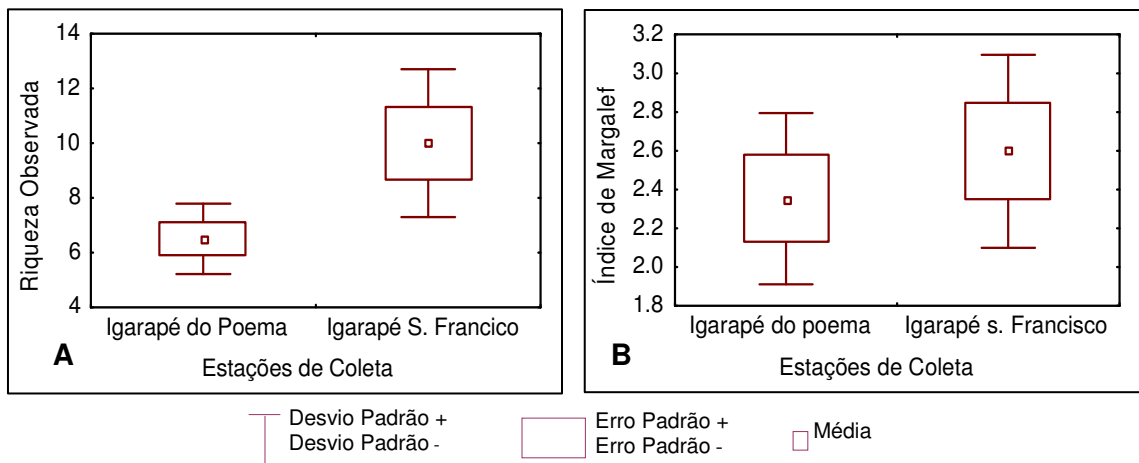 14
12
10
8
6
4
Riqueza Observada
Igarapé do Poema
Igarapé S. Francico
A
Estações de Coleta
3.2
3.0
2.8
2.6
2.4
2.2
2.0
1.8
Índice de Margalef
Igarapé do poema
Igarapé s. Francisco
B
Estações de Coleta
Desvio Padrão +
Desvio Padrão -
Erro Padrão +
Erro Padrão -
Média